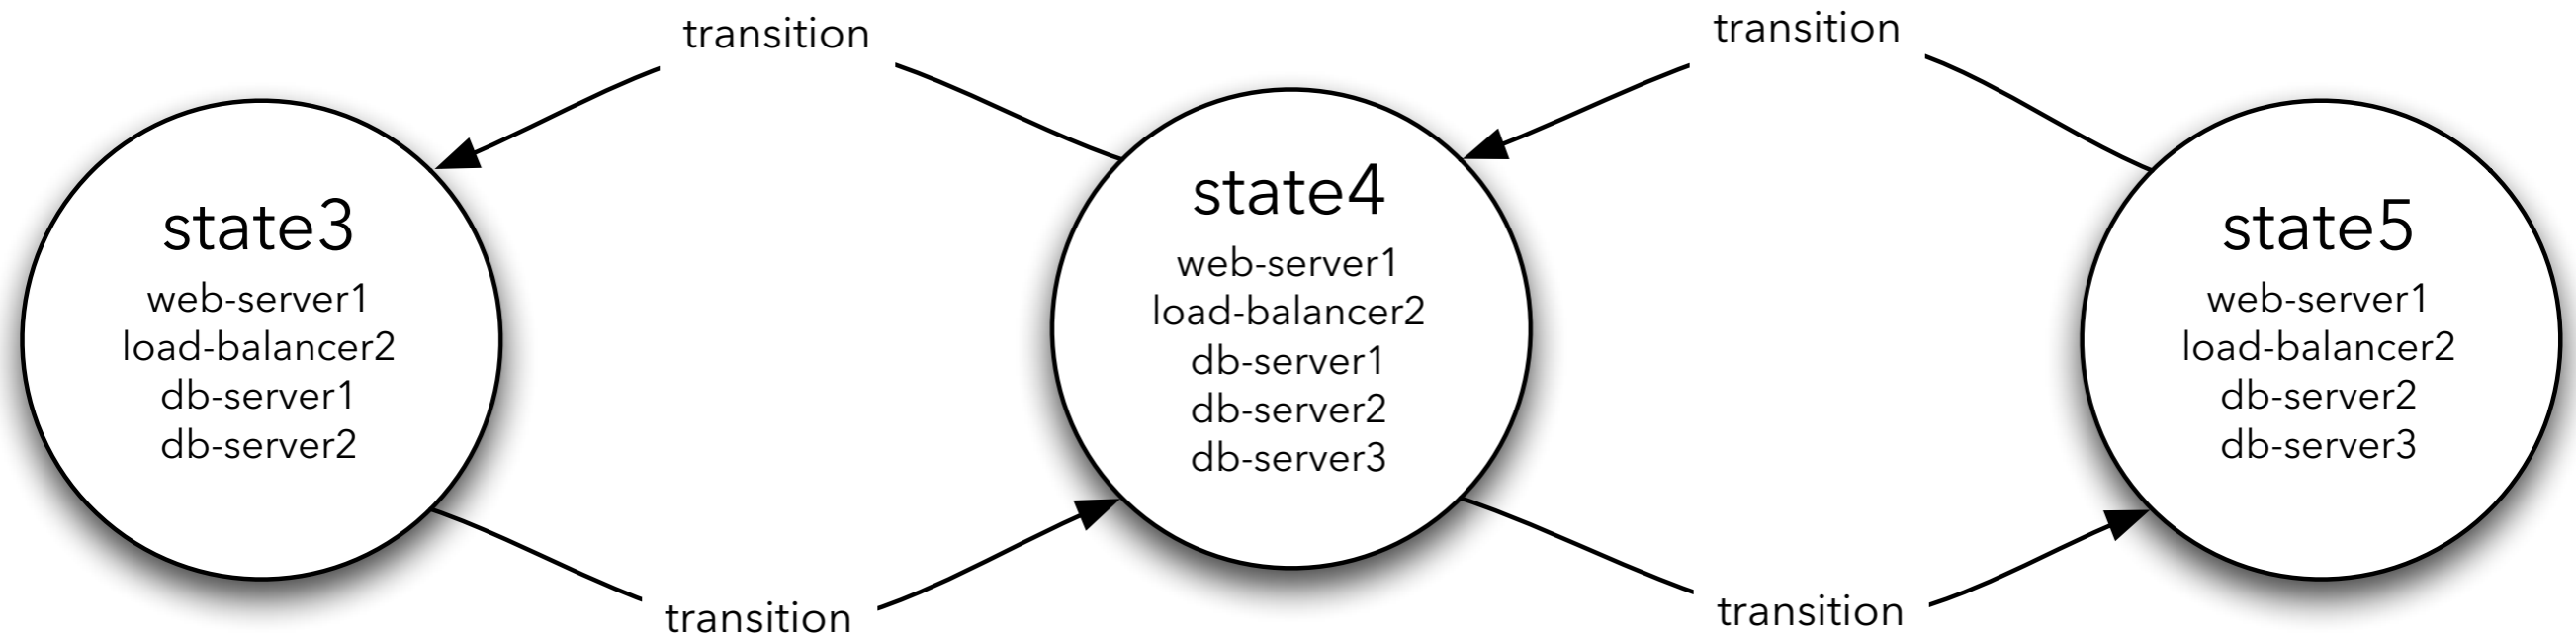 transition
transition
state3
web-server1
load-balancer2
db-server1
db-server2
state4
web-server1
load-balancer2
db-server1
db-server2
db-server3
state5
web-server1
load-balancer2
db-server2
db-server3
transition
transition